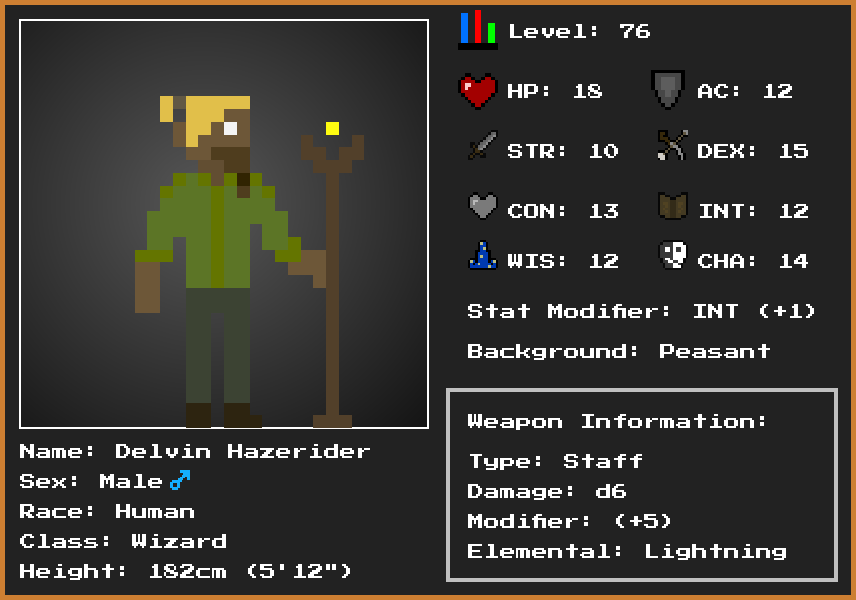 Level: 76
HP: 18 AC: 12
STR: 10 DEX: 15
CON: 13 INT: 12
WIS: 12 CHA: 14
Stat Modifier: INT (+1)
Background: Peasant
Weapon Information:
Type: Staff
Damage: d6
Modifier: (+5)
Elemental: Lightning
Name: Delvin Hazerider
Sex: Male♂
Race: Human
Class: Wizard
Height: 182cm (5'12")